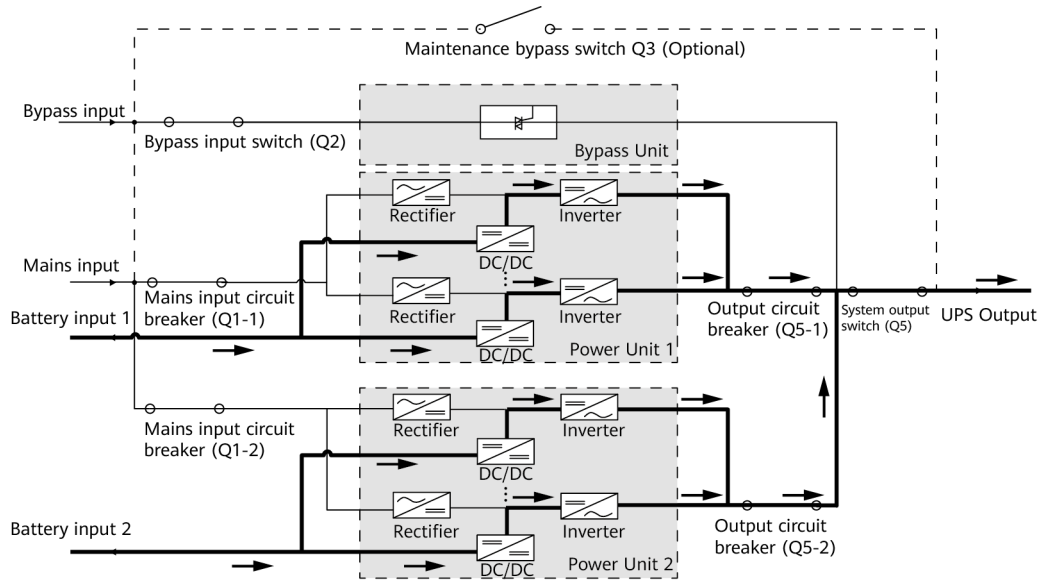 Maintenance bypass switch Q3 (Optional)
Bypass input
Bypass input switch (Q2)
Bypass Unit
Rectifier
Inverter
DC/DC
Mains input
Mains input circuit
breaker (Q1-1)
Rectifier
Inverter
Battery input 1
DC/DC
Power Unit 1
Output circuit
breaker (Q5-1)
System output
switch (Q5)
UPS Output
Mains input circuit
breaker (Q1-2)
Rectifier
Inverter
DC/DC
Rectifier
Inverter
Battery input 2
DC/DC
Power Unit 2
Output circuit
breaker (Q5-2)